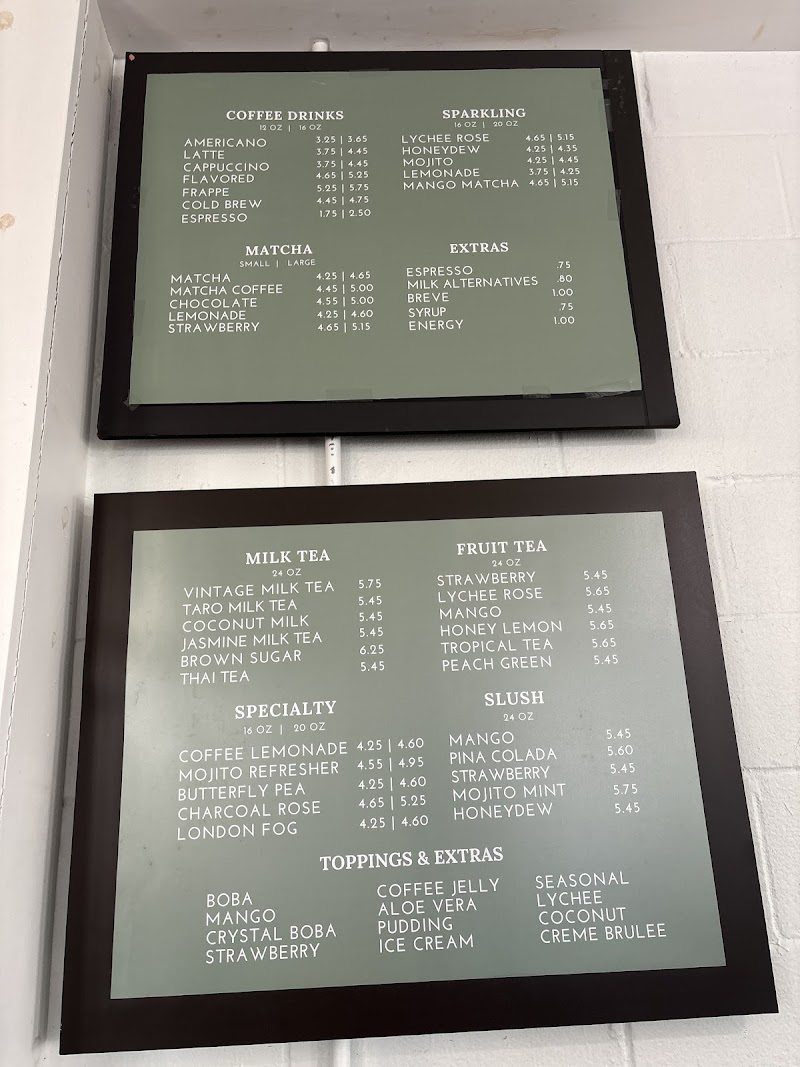 COFFEE DRINKS
12 OZ | 16 OZ
AMERICANO 3.25 | 3.65
LATTE 3.75 | 4.45
CAPPUCCINO 3.75 | 4.45
FLAVORED 4.65 | 5.25
FRAPPE 5.25 | 5.75
COLD BREW 4.45 | 4.75
ESPRESSO 1.75 | 2.50
SPARKLING
16 OZ | 20 OZ
LYCHEE ROSE 4.65 | 5.15
HONEYDEW 4.25 | 4.35
MOJITO 4.25 | 4.45
LEMONADE 3.75 | 4.25
MANGO MATCHA 4.65 | 5.15
MATCHA
SMALL | LARGE
MATCHA 4.25 | 4.65
MATCHA COFFEE 4.45 | 5.00
CHOCOLATE 4.55 | 5.00
LEMONADE 4.25 | 4.60
STRAWBERRY 4.65 | 5.15
EXTRAS
ESPRESSO .75
MILK ALTERNATIVES .80
BREVE 1.00
SYRUP .75
ENERGY 1.00
MILK TEA
24 OZ
VINTAGE MILK TEA 5.75
TARO MILK TEA 5.45
COCONUT MILK 5.45
JASMINE MILK TEA 5.45
BROWN SUGAR 6.25
THAI TEA 5.45
FRUIT TEA
24 OZ
STRAWBERRY 5.45
LYCHEE ROSE 5.65
MANGO 5.45
HONEY LEMON 5.65
TROPICAL TEA 5.65
PEACH GREEN 5.45
SPECIALTY
16 OZ | 20 OZ
COFFEE LEMONADE 4.25 | 4.60
MOJITO REFRESHER 4.55 | 4.95
BUTTERFLY PEA 4.25 | 4.60
CHARCOAL ROSE 4.65 | 5.25
LONDON FOG 4.25 | 4.60
SLUSH
24 OZ
MANGO 5.45
PINA COLADA 5.60
STRAWBERRY 5.45
MOJITO MINT 5.75
HONEYDEW 5.45
TOPPINGS & EXTRAS
BOBA
MANGO
CRYSTAL BOBA
STRAWBERRY
COFFEE JELLY
ALOE VERA
PUDDING
ICE CREAM
SEASONAL
LYCHEE
COCONUT
CREME BRULEE